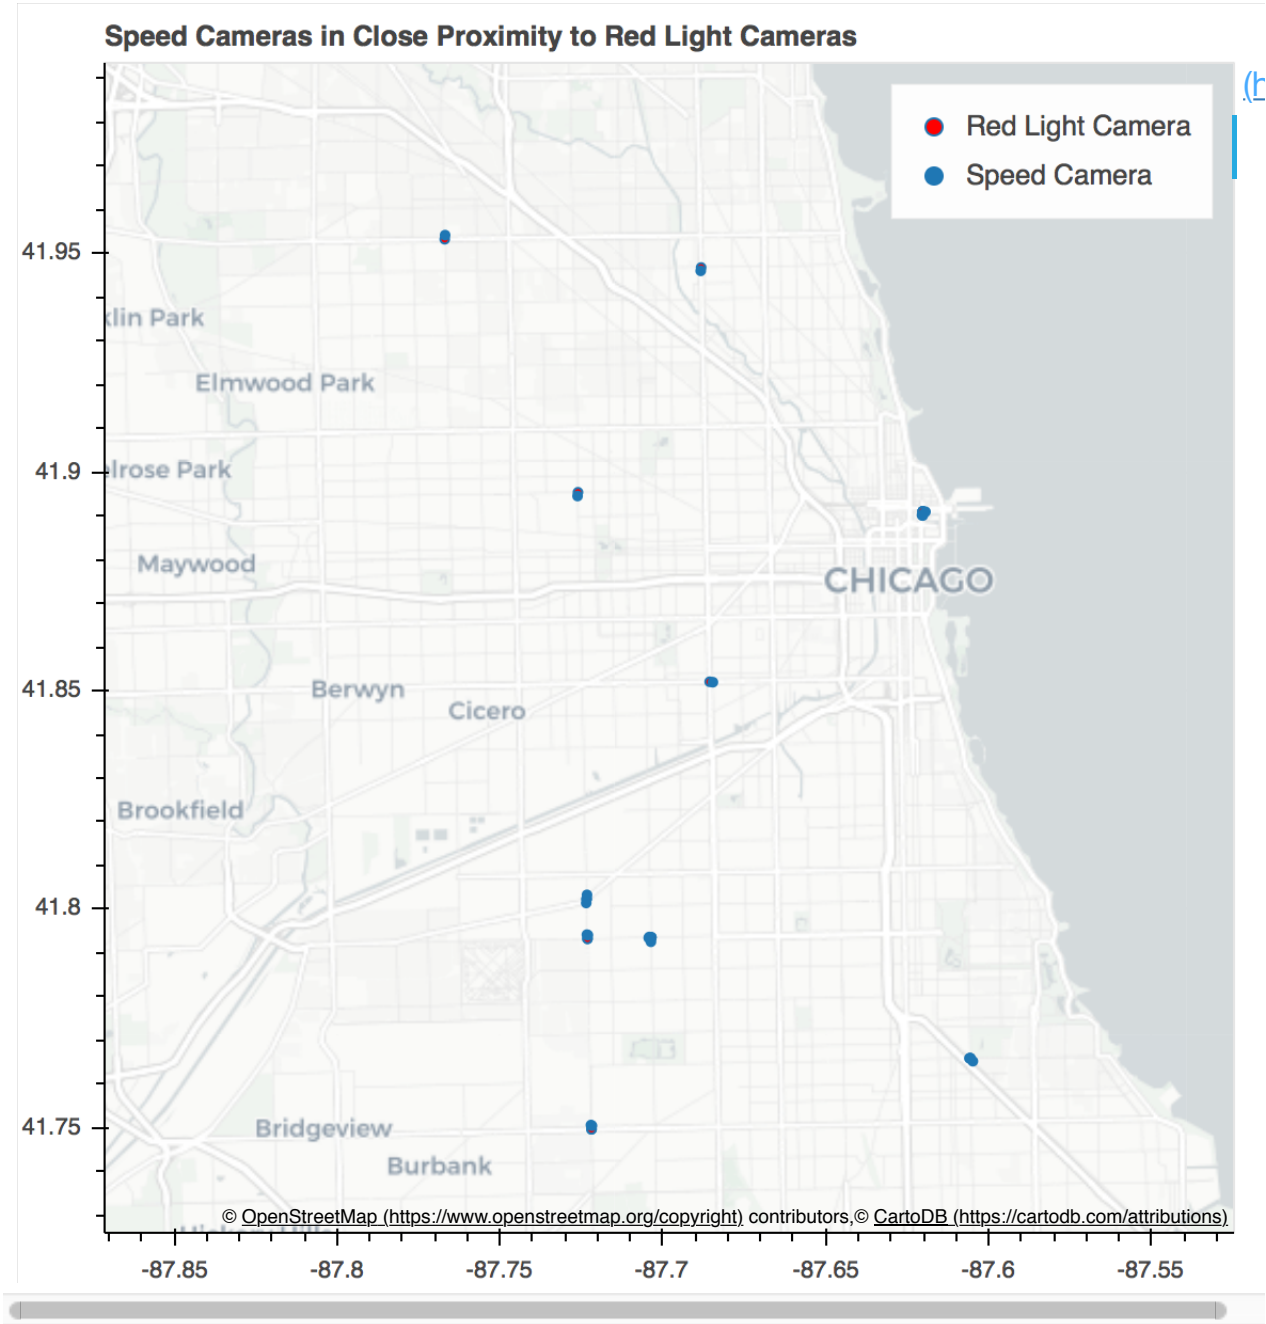 Speed Cameras in Close Proximity to Red Light Cameras
(h
Red Light Camera
Speed Camera
41.95
klin Park
Elmwood Park
41.9
lrose Park
Maywood
CHICAGO
41.85
Berwyn
Cicero
Brookfield
41.8
41.75
Bridgeview
Burbank
© OpenStreetMap (https://www.openstreetmap.org/copyright) contributors,© CartoDB (https://cartodb.com/attributions)
-87.85 -87.8 -87.75 -87.7 -87.65 -87.6 -87.55